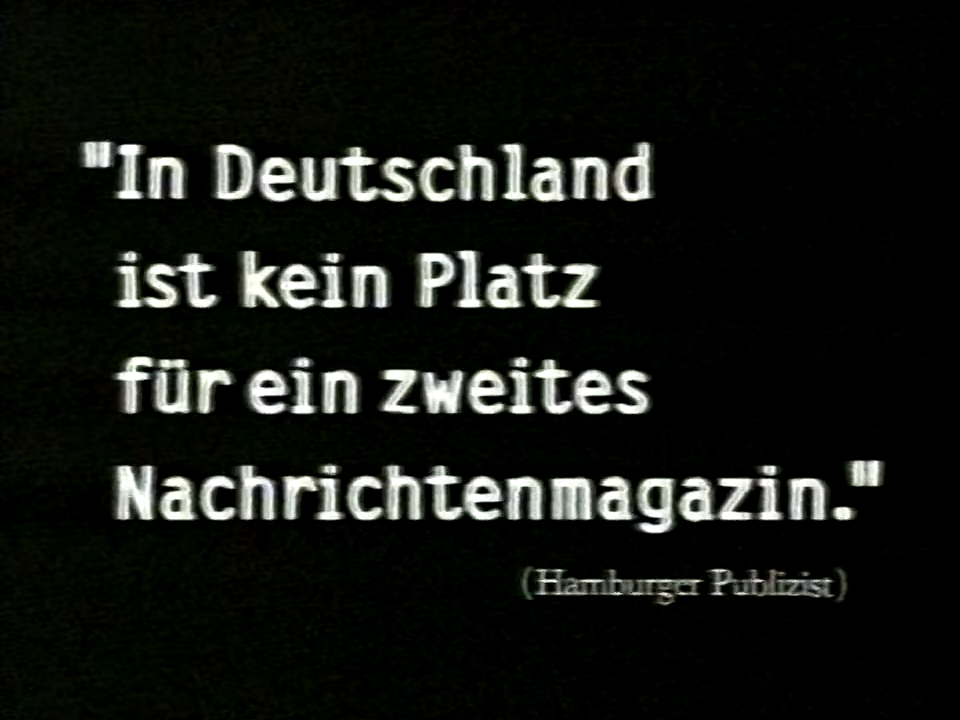 "In Deutschland
ist kein Platz
für ein zweites
Nachrichtenmagazin."
(Hamburger Publizist)